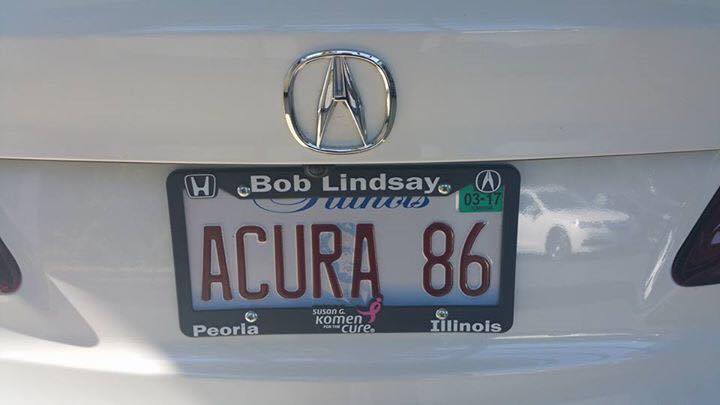 Bob Lindsay
Illinois
03-17
ACURA 86
SUSAN G.
Komen
FOR THE
CURE®
Peoria
Illinois